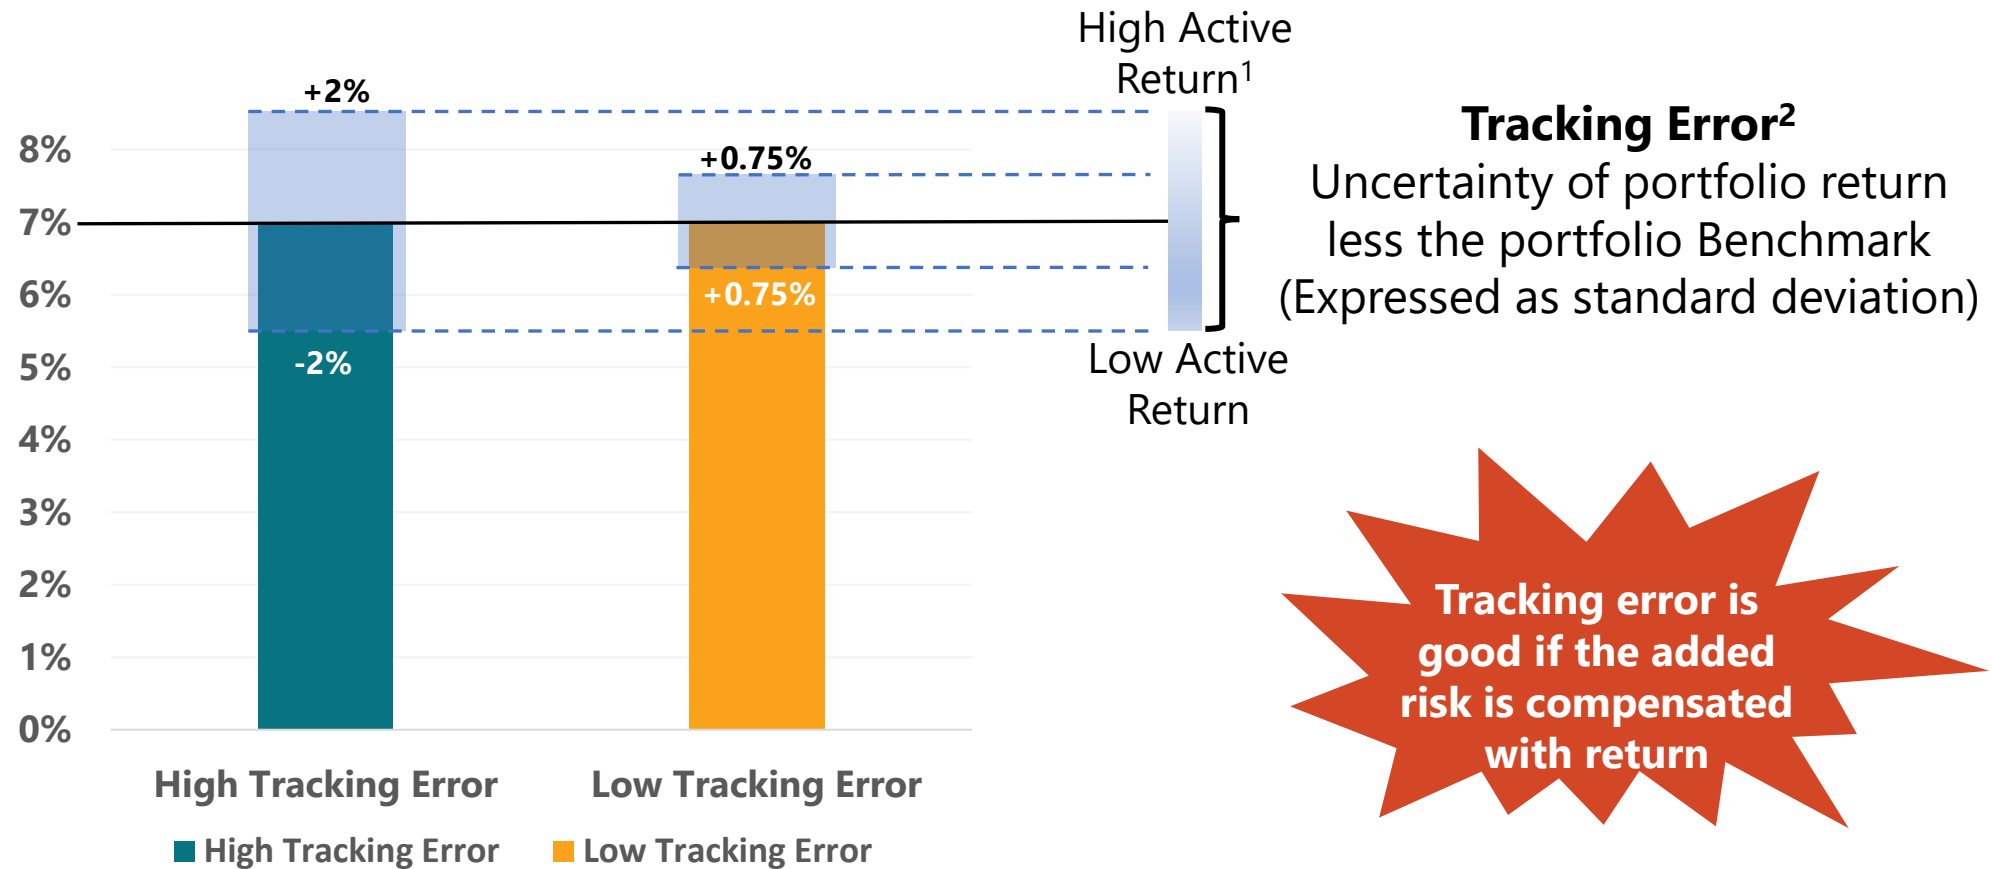 High Active
Return¹
+2%
+0.75%
+0.75%
-2%
8%
7%
6%
5%
4%
3%
2%
1%
0%
High Tracking Error
Low Tracking Error
High Tracking Error
Low Tracking Error
Low Active
Return
Tracking Error²
Uncertainty of portfolio return
less the portfolio Benchmark
(Expressed as standard deviation)
Tracking error is
good if the added
risk is compensated
with return